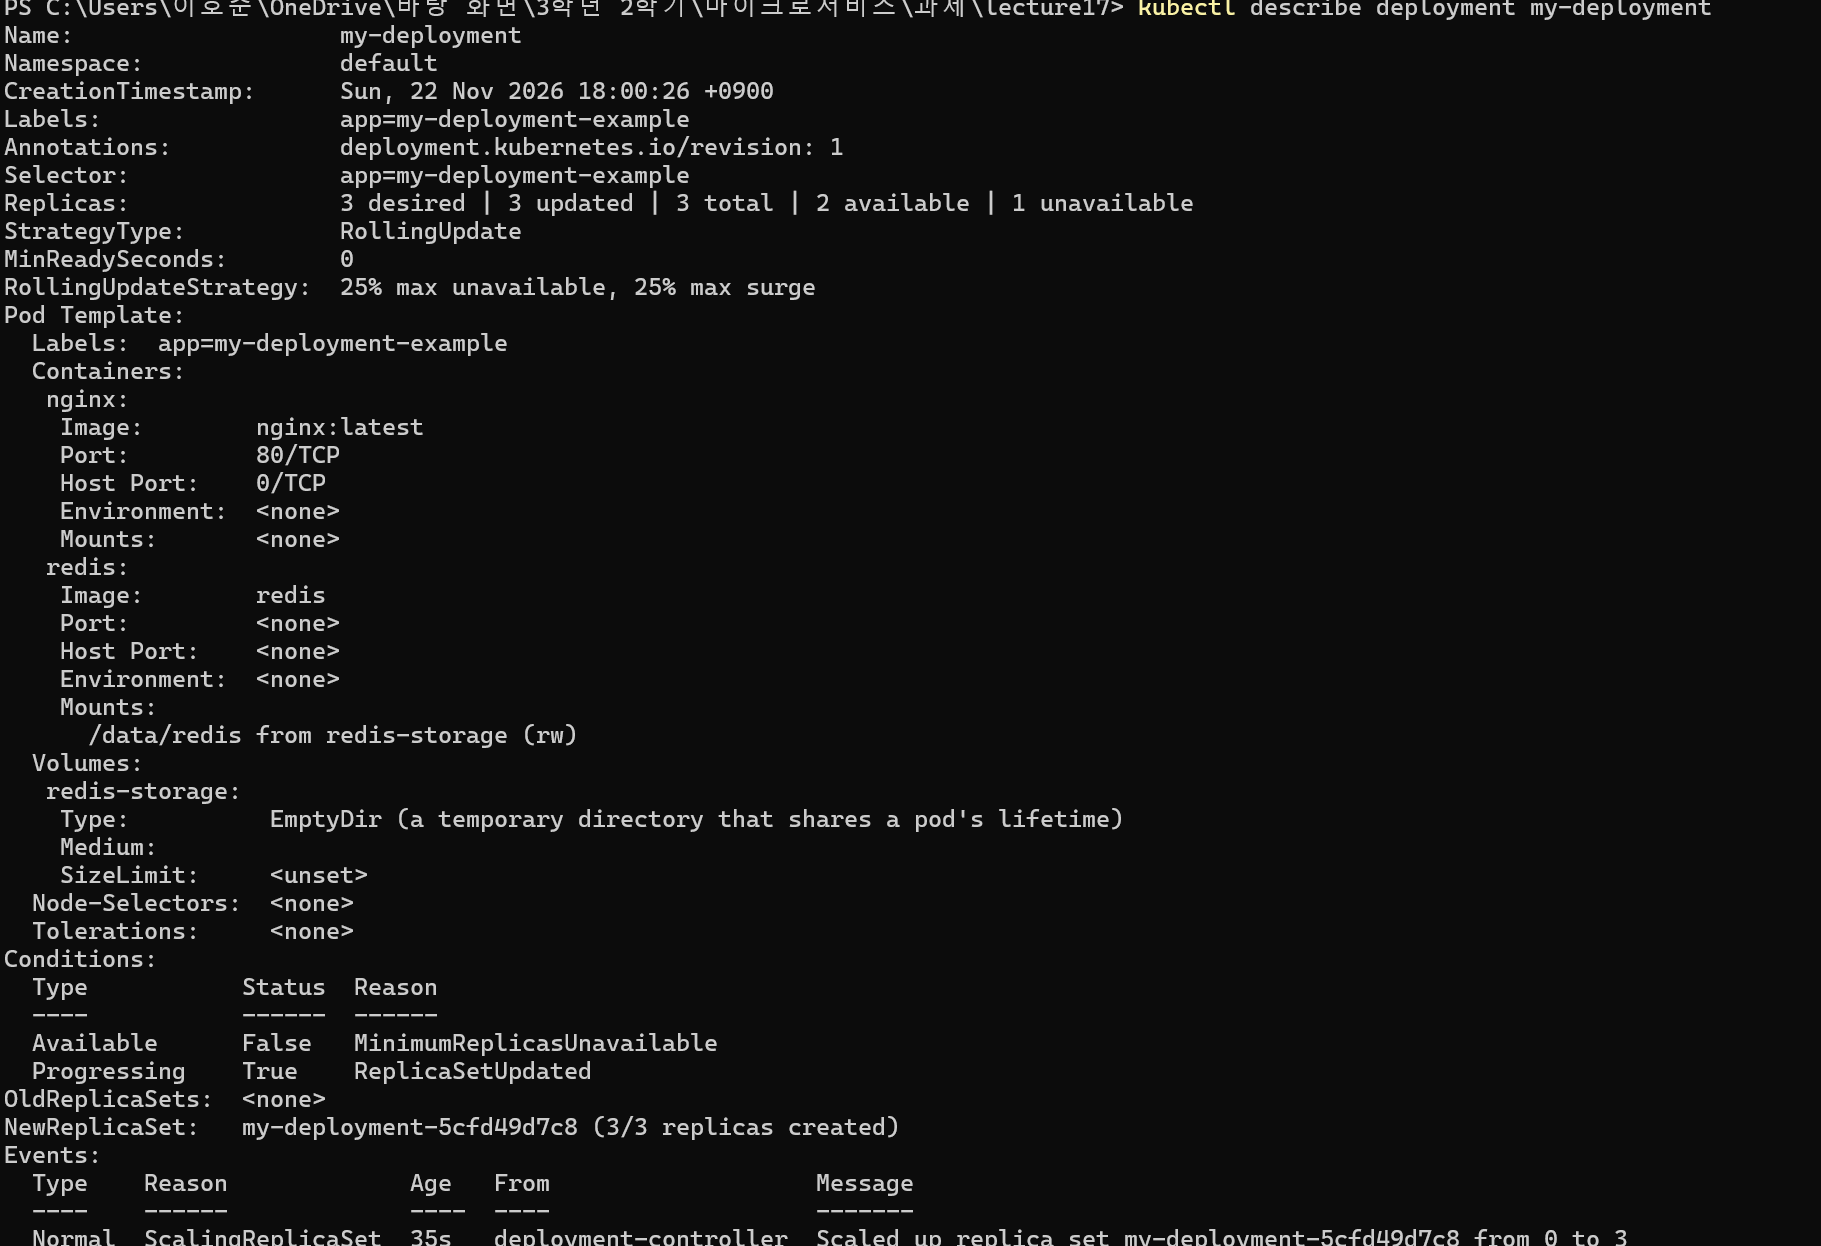 PS C:\Users\이호준\OneDrive\바탕 화면\3학년 2학기\마이크로서비스\과제\lecture17> kubectl describe deployment my-deployment
Name:                   my-deployment
Namespace:              default
CreationTimestamp:      Sun, 22 Nov 2026 18:00:26 +0900
Labels:                 app=my-deployment-example
Annotations:            deployment.kubernetes.io/revision: 1
Selector:               app=my-deployment-example
Replicas:               3 desired | 3 updated | 3 total | 2 available | 1 unavailable
StrategyType:           RollingUpdate
MinReadySeconds:        0
RollingUpdateStrategy:  25% max unavailable, 25% max surge
Pod Template:
  Labels:  app=my-deployment-example
  Containers:
   nginx:
    Image:        nginx:latest
    Port:         80/TCP
    Host Port:    0/TCP
    Environment:  <none>
    Mounts:       <none>
   redis:
    Image:        redis
    Port:         <none>
    Host Port:    <none>
    Environment:  <none>
    Mounts:
      /data/redis from redis-storage (rw)
  Volumes:
   redis-storage:
    Type:          EmptyDir (a temporary directory that shares a pod's lifetime)
    Medium:
    SizeLimit:     <unset>
  Node-Selectors:  <none>
  Tolerations:     <none>
Conditions:
  Type           Status  Reason
  ----           ------  ------
  Available      False   MinimumReplicasUnavailable
  Progressing    True    ReplicaSetUpdated
OldReplicaSets:  <none>
NewReplicaSet:   my-deployment-5cfd49d7c8 (3/3 replicas created)
Events:
  Type    Reason             Age   From                   Message
  ----    ------             ----  ----                   -------
  Normal  ScalingReplicaSet  35s   deployment-controller  Scaled up replica set my-deployment-5cfd49d7c8 from 0 to 3